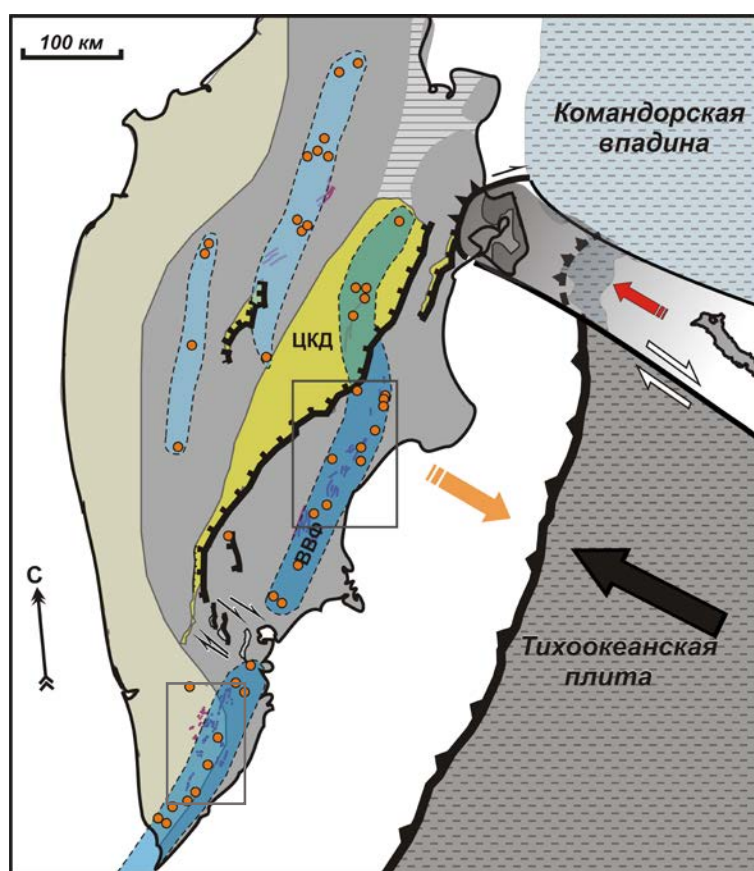 100 км
Командорская
впадина
ЦКД
ВВФ
С
Тихоокеанская
плита